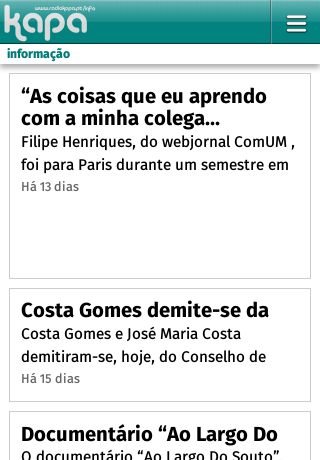 www.radiokapa.pt/info
kapa
informação
“As coisas que eu aprendo
com a minha colega...
Filipe Henriques, do webjornal ComUM ,
foi para Paris durante um semestre em
Há 13 dias
Costa Gomes demite-se da
Costa Gomes e José Maria Costa
demitiram-se, hoje, do Conselho de
Há 15 dias
Documentário “Ao Largo Do
O documentário “Ao Largo Do Souto”